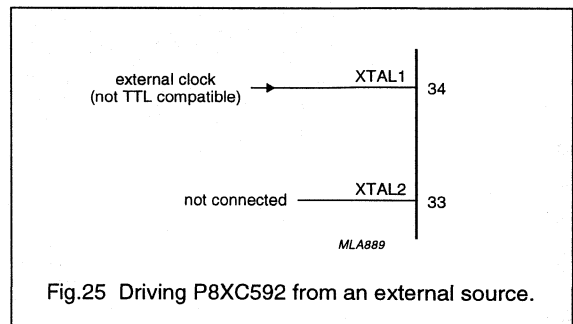 external clock
(not TTL compatible)
XTAL1
34
not connected
XTAL2
33
MLA889
Fig.25 Driving P8XC592 from an external source.